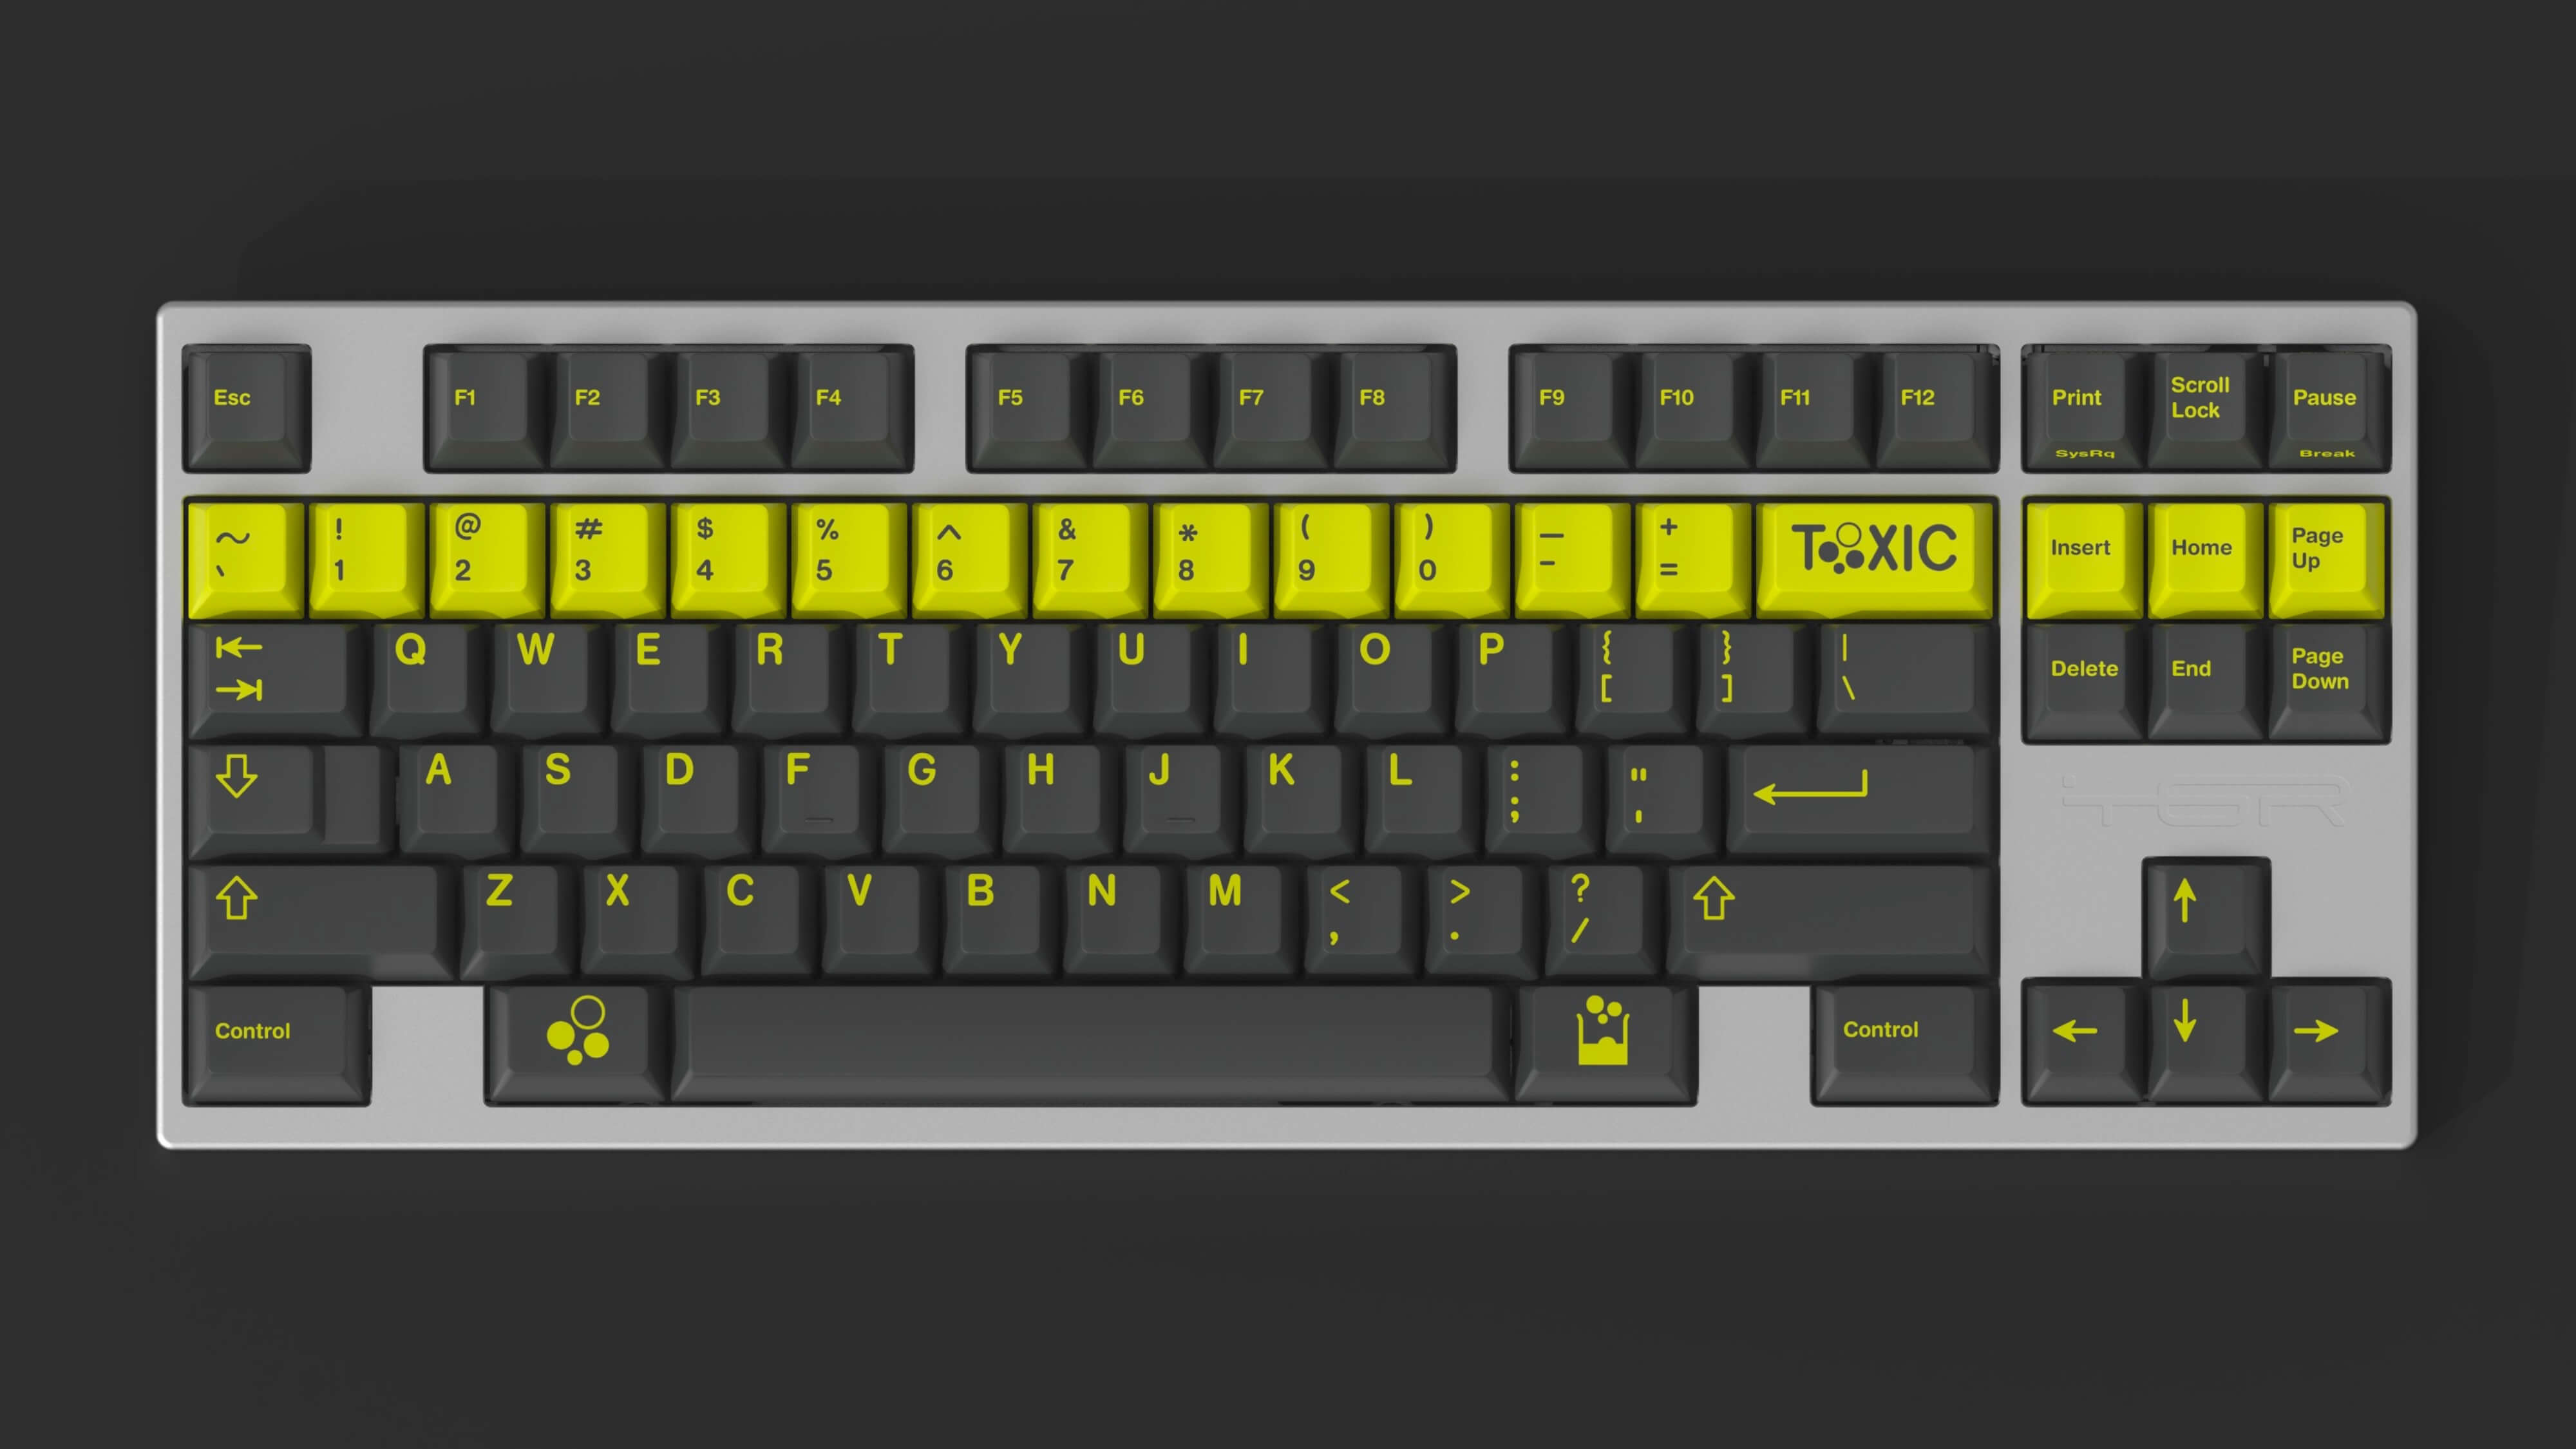 Esc F1 F2 F3 F4 F5 F6 F7 F8 F9 F10 F11 F12 Print Scroll Pause
Lock
SysRq Break
~ ! @ # $ % ^ & * ( ) _ + TOXIC Insert Home Page
Up
` 1 2 3 4 5 6 7 8 9 0 - =
Q W E R T Y U I O P { } | Delete End Page
Down
[ ] \
A S D F G H J K L : "
; '
Z X C V B N M < > ?
, . /
Control Control
TGR